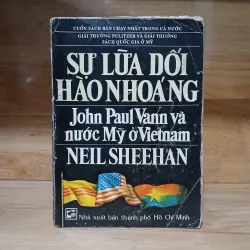 CUỐN SÁCH BÁN CHẠY NHẤT TRONG CẢ NƯỚC
GIẢI THƯỞNG PULITZER VÀ GIẢI THƯỞNG
SÁCH QUỐC GIA Ở MỸ
SỰ LỪA DỐI
HÀO NHOÁNG
John Paul Vann và
nước Mỹ ở Vietnam
NEIL SHEEHAN
Nhà xuất bản thành phố Hồ Chí Minh